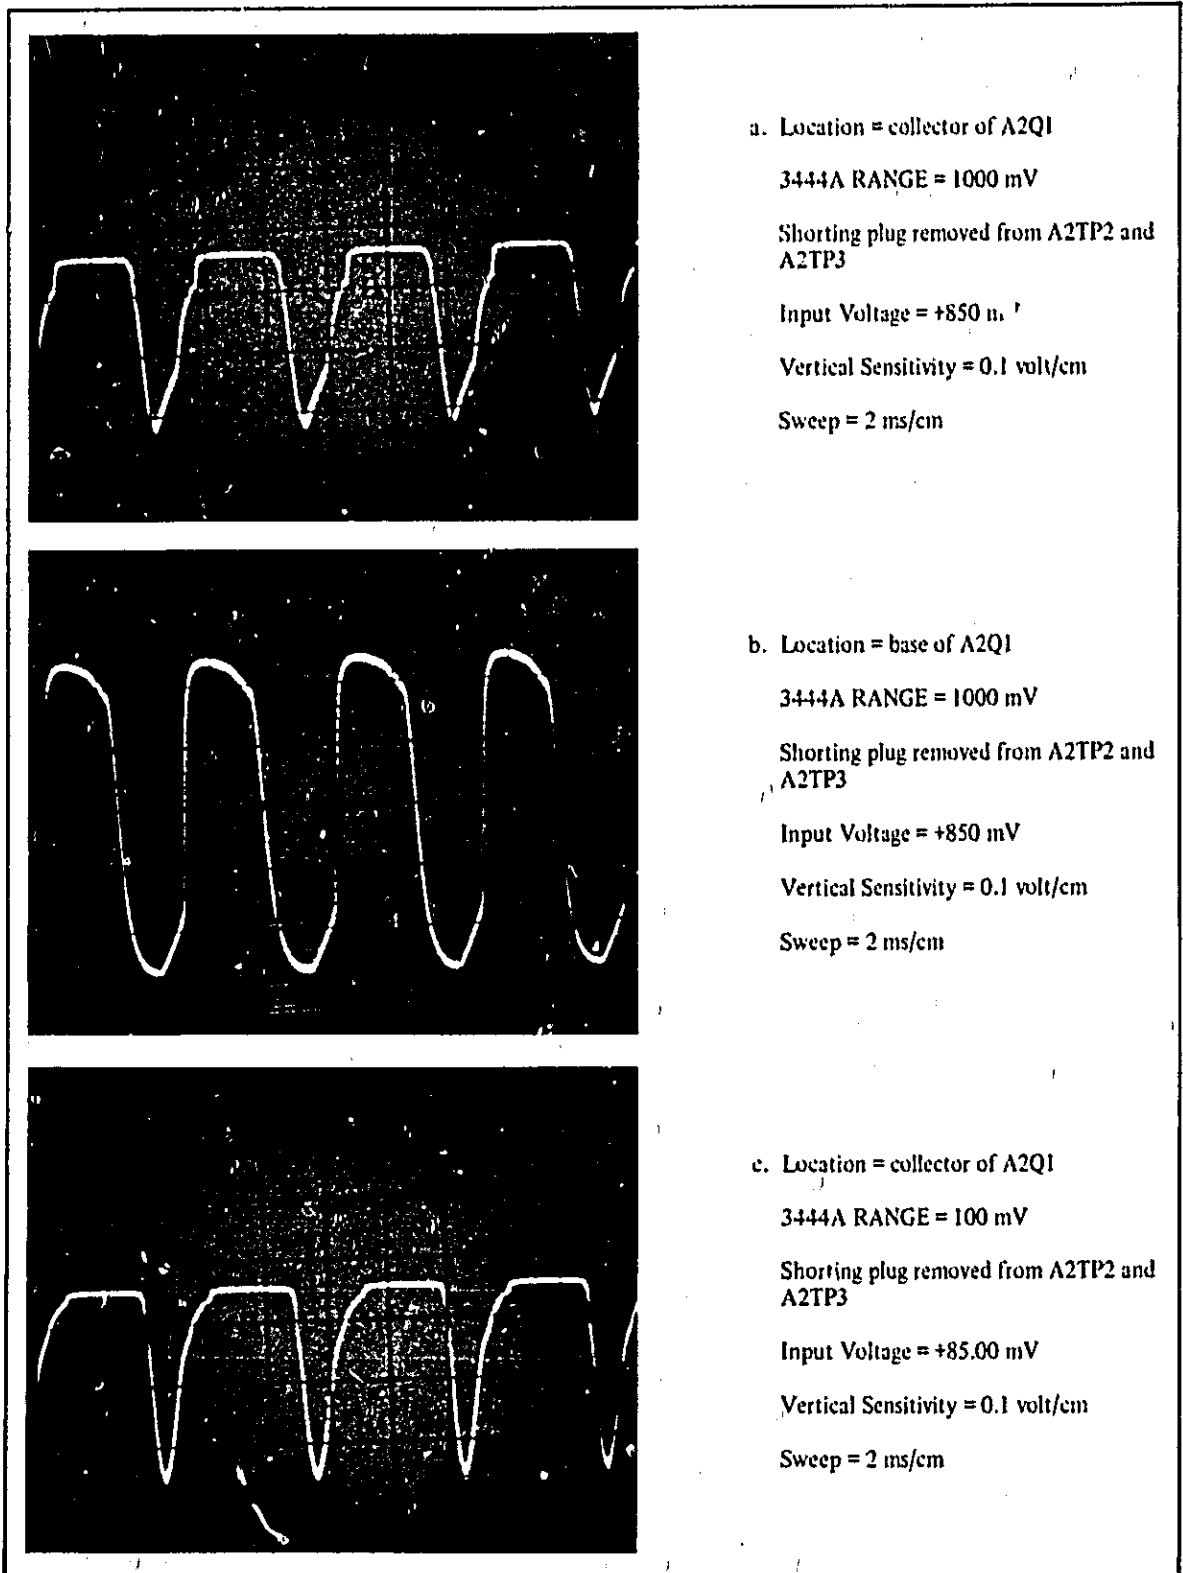 a. Location = collector of A2Q1
3444A RANGE = 1000 mV
Shorting plug removed from A2TP2 and
A2TP3
Input Voltage = +850
Vertical Sensitivity = 0.1 volt/cm
Sweep = 2 ms/cm
b. Location = base of A2Q1
3444A RANGE = 1000 mV
Shorting plug removed from A2TP2 and
A2TP3
Input Voltage = +850 mV
Vertical Sensitivity = 0.1 volt/cm
Sweep = 2 ms/cm
c. Location = collector of A2Q1
3444A RANGE = 100 mV
Shorting plug removed from A2TP2 and
A2TP3
Input Voltage = +85.00 mV
Vertical Sensitivity = 0.1 volt/cm
Sweep = 2 ms/cm